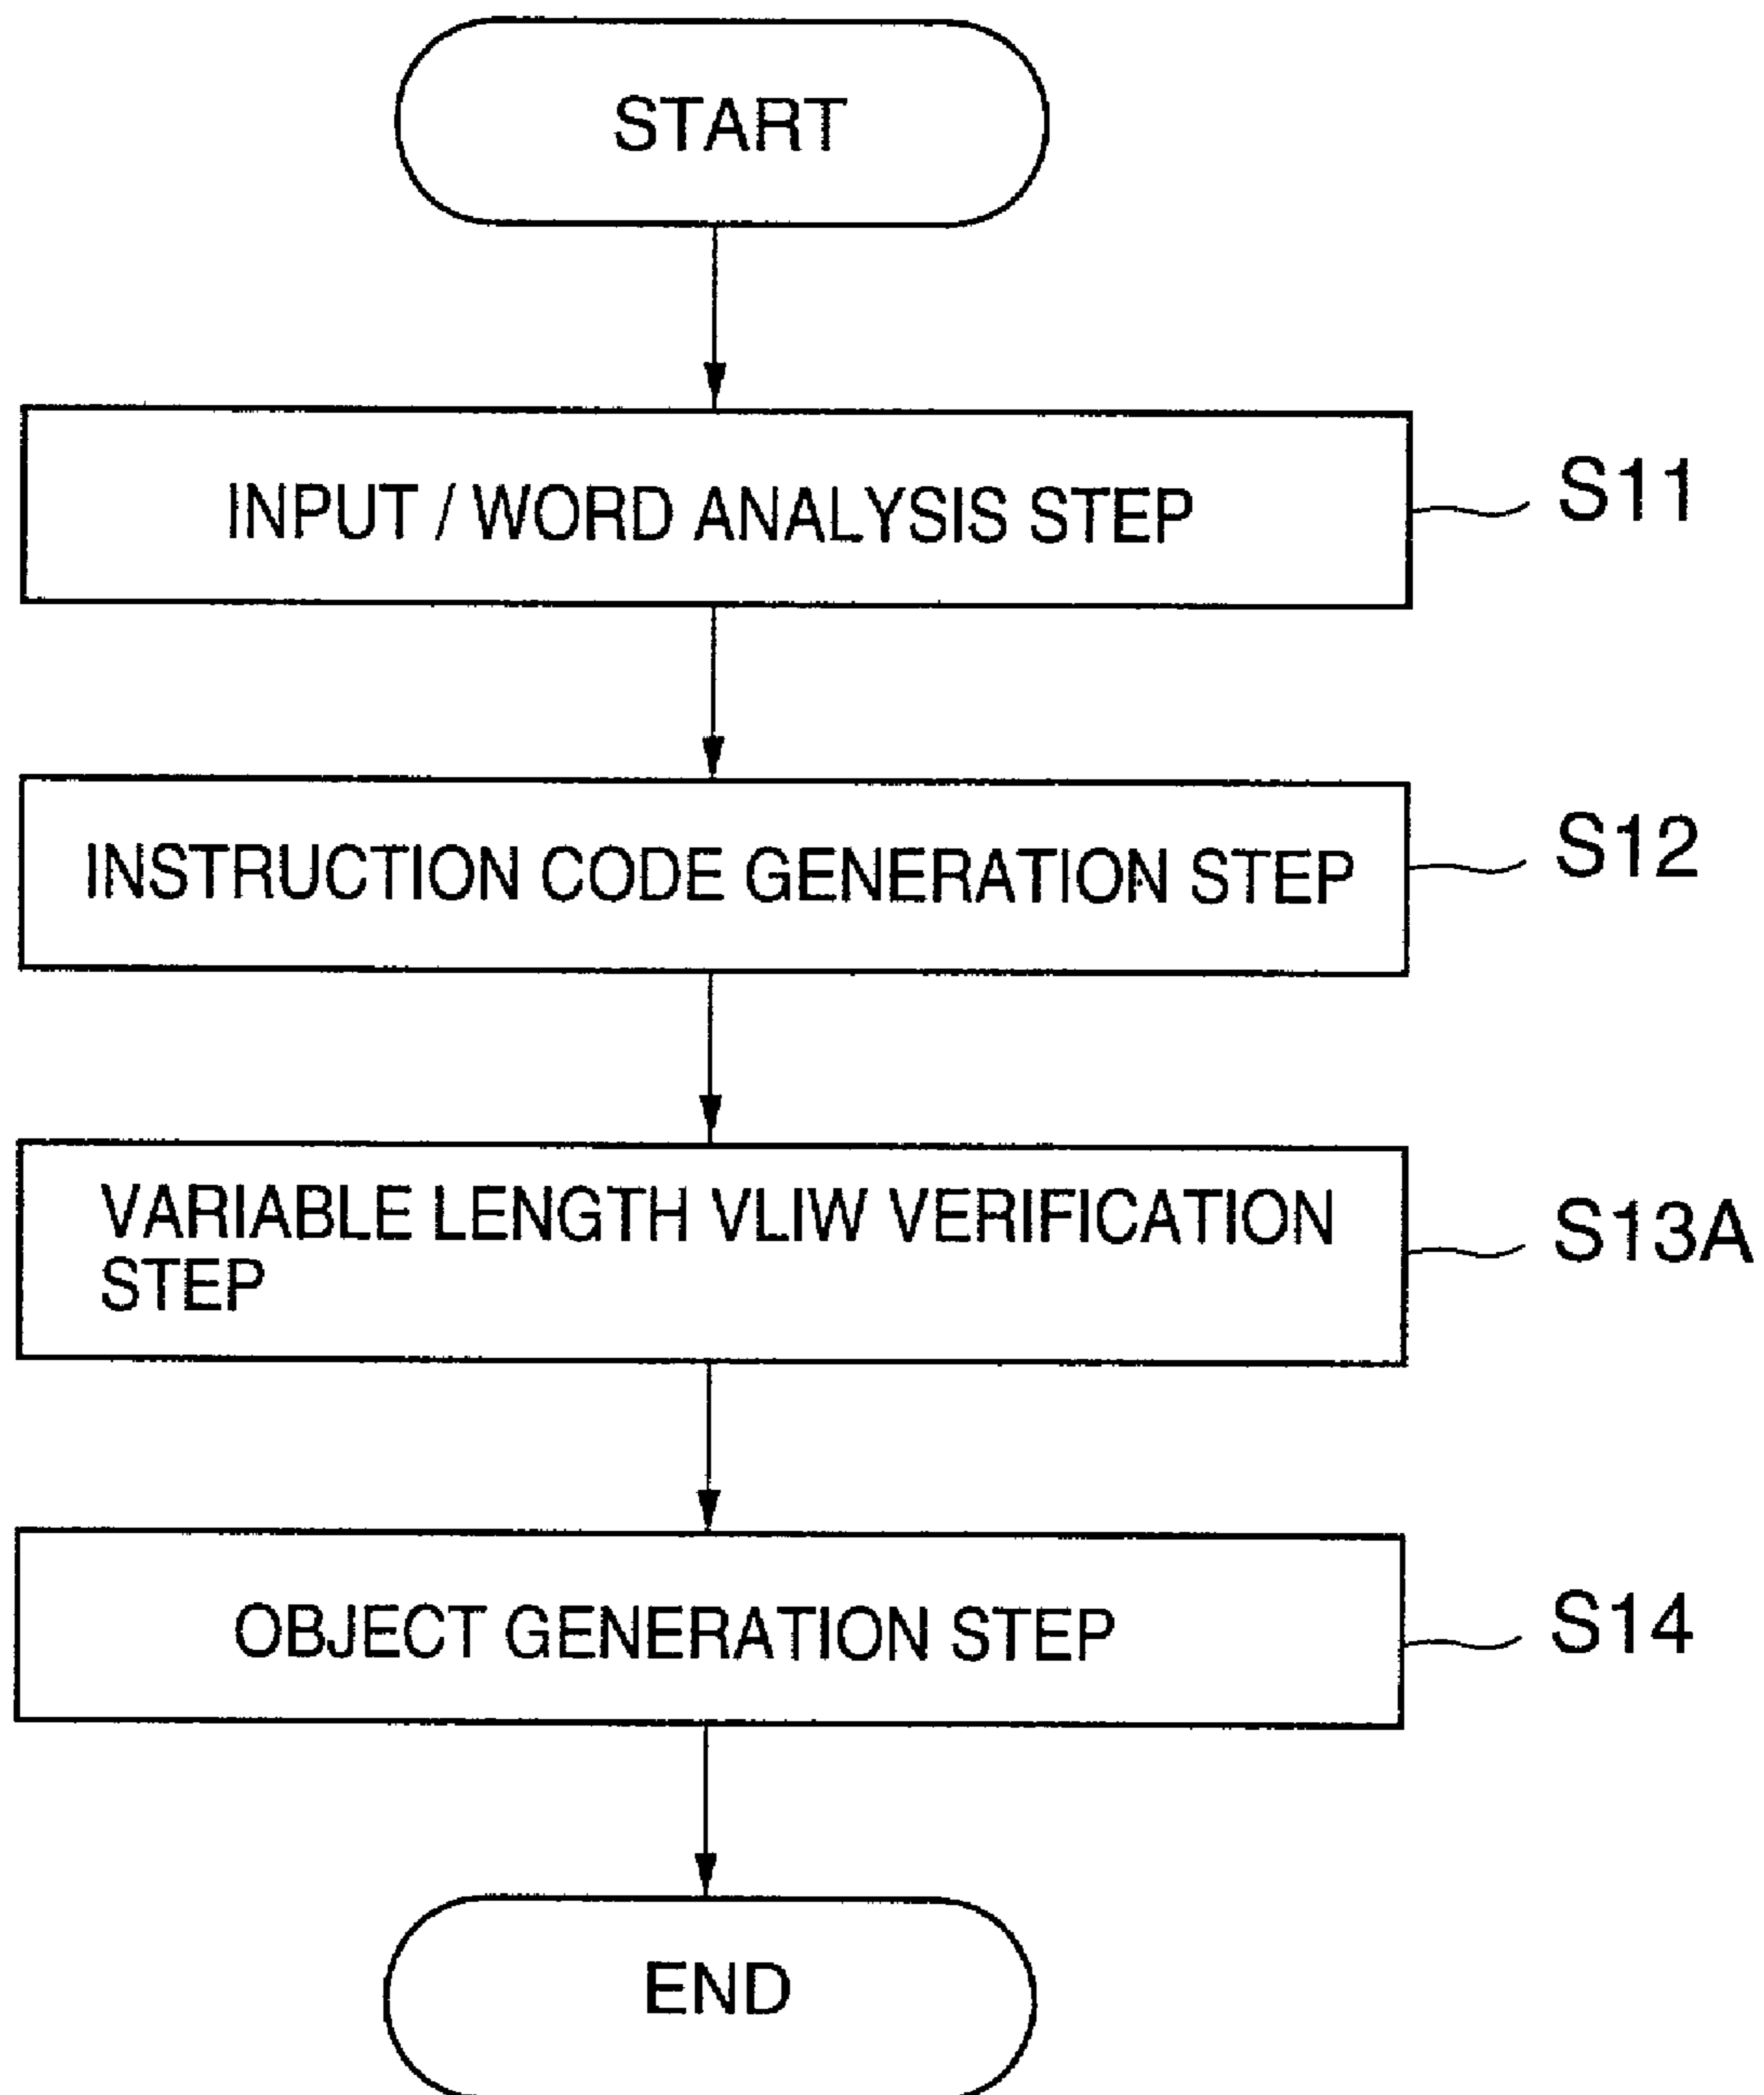 START
INPUT / WORD ANALYSIS STEP
S11
INSTRUCTION CODE GENERATION STEP
S12
VARIABLE LENGTH VLIW VERIFICATION
STEP
S13A
OBJECT GENERATION STEP
S14
END